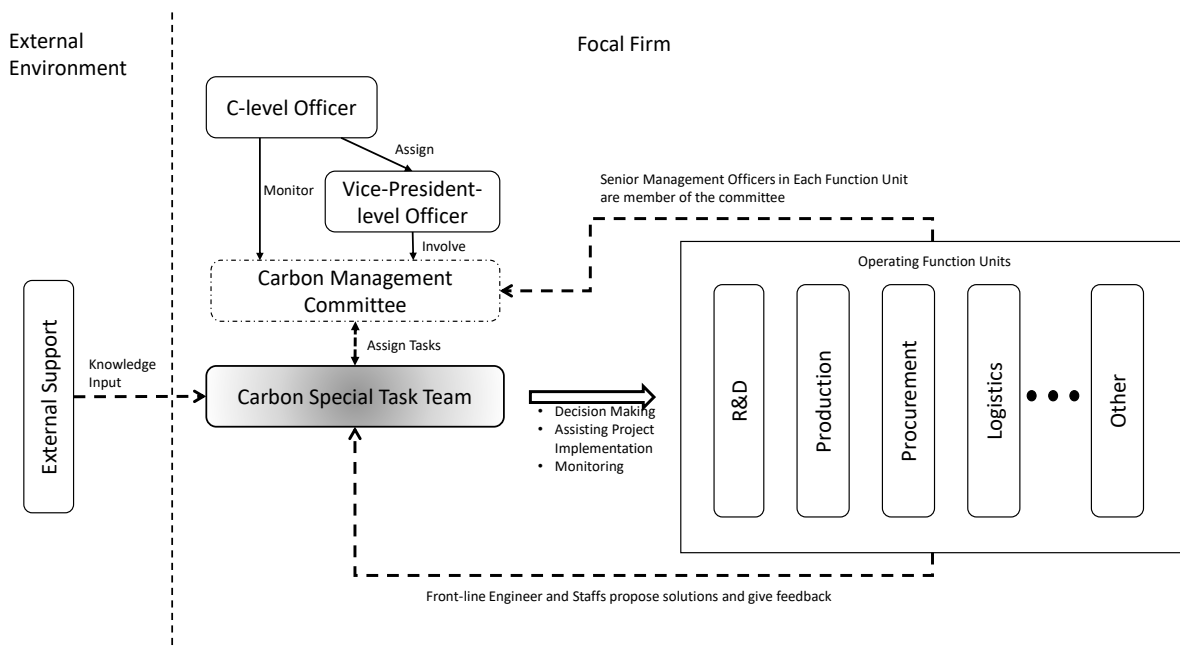 External
Environment
Focal Firm
C-level Officer
Assign
Monitor
Vice-President-
level Officer
Involve
Senior Management Officers in Each Function Unit
are member of the committee
Carbon Management
Committee
Assign Tasks
External Support
Knowledge
Input
Carbon Special Task Team
• Decision Making
• Assisting Project
Implementation
• Monitoring
Operating Function Units
R&D
Production
Procurement
Logistics
Other
Front-line Engineer and Staffs propose solutions and give feedback